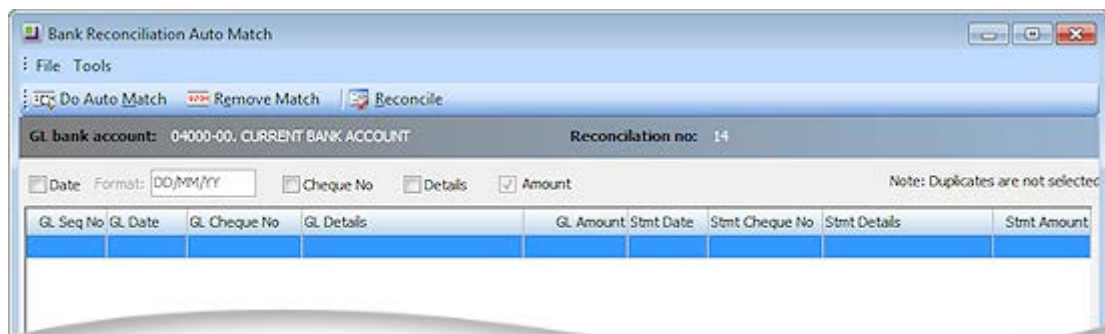 Bank Reconciliation Auto Match
File Tools
Do Auto Match Remove Match Reconcile
GL bank account: 04000-00. CURRENT BANK ACCOUNT Reconcilation no: 14
Date Format: DD/MM/YY Cheque No Details Amount Note: Duplicates are not selected
GL Seq No GL Date GL Cheque No GL Details GL Amount Stmt Date Stmt Cheque No Stmt Details Stmt Amount